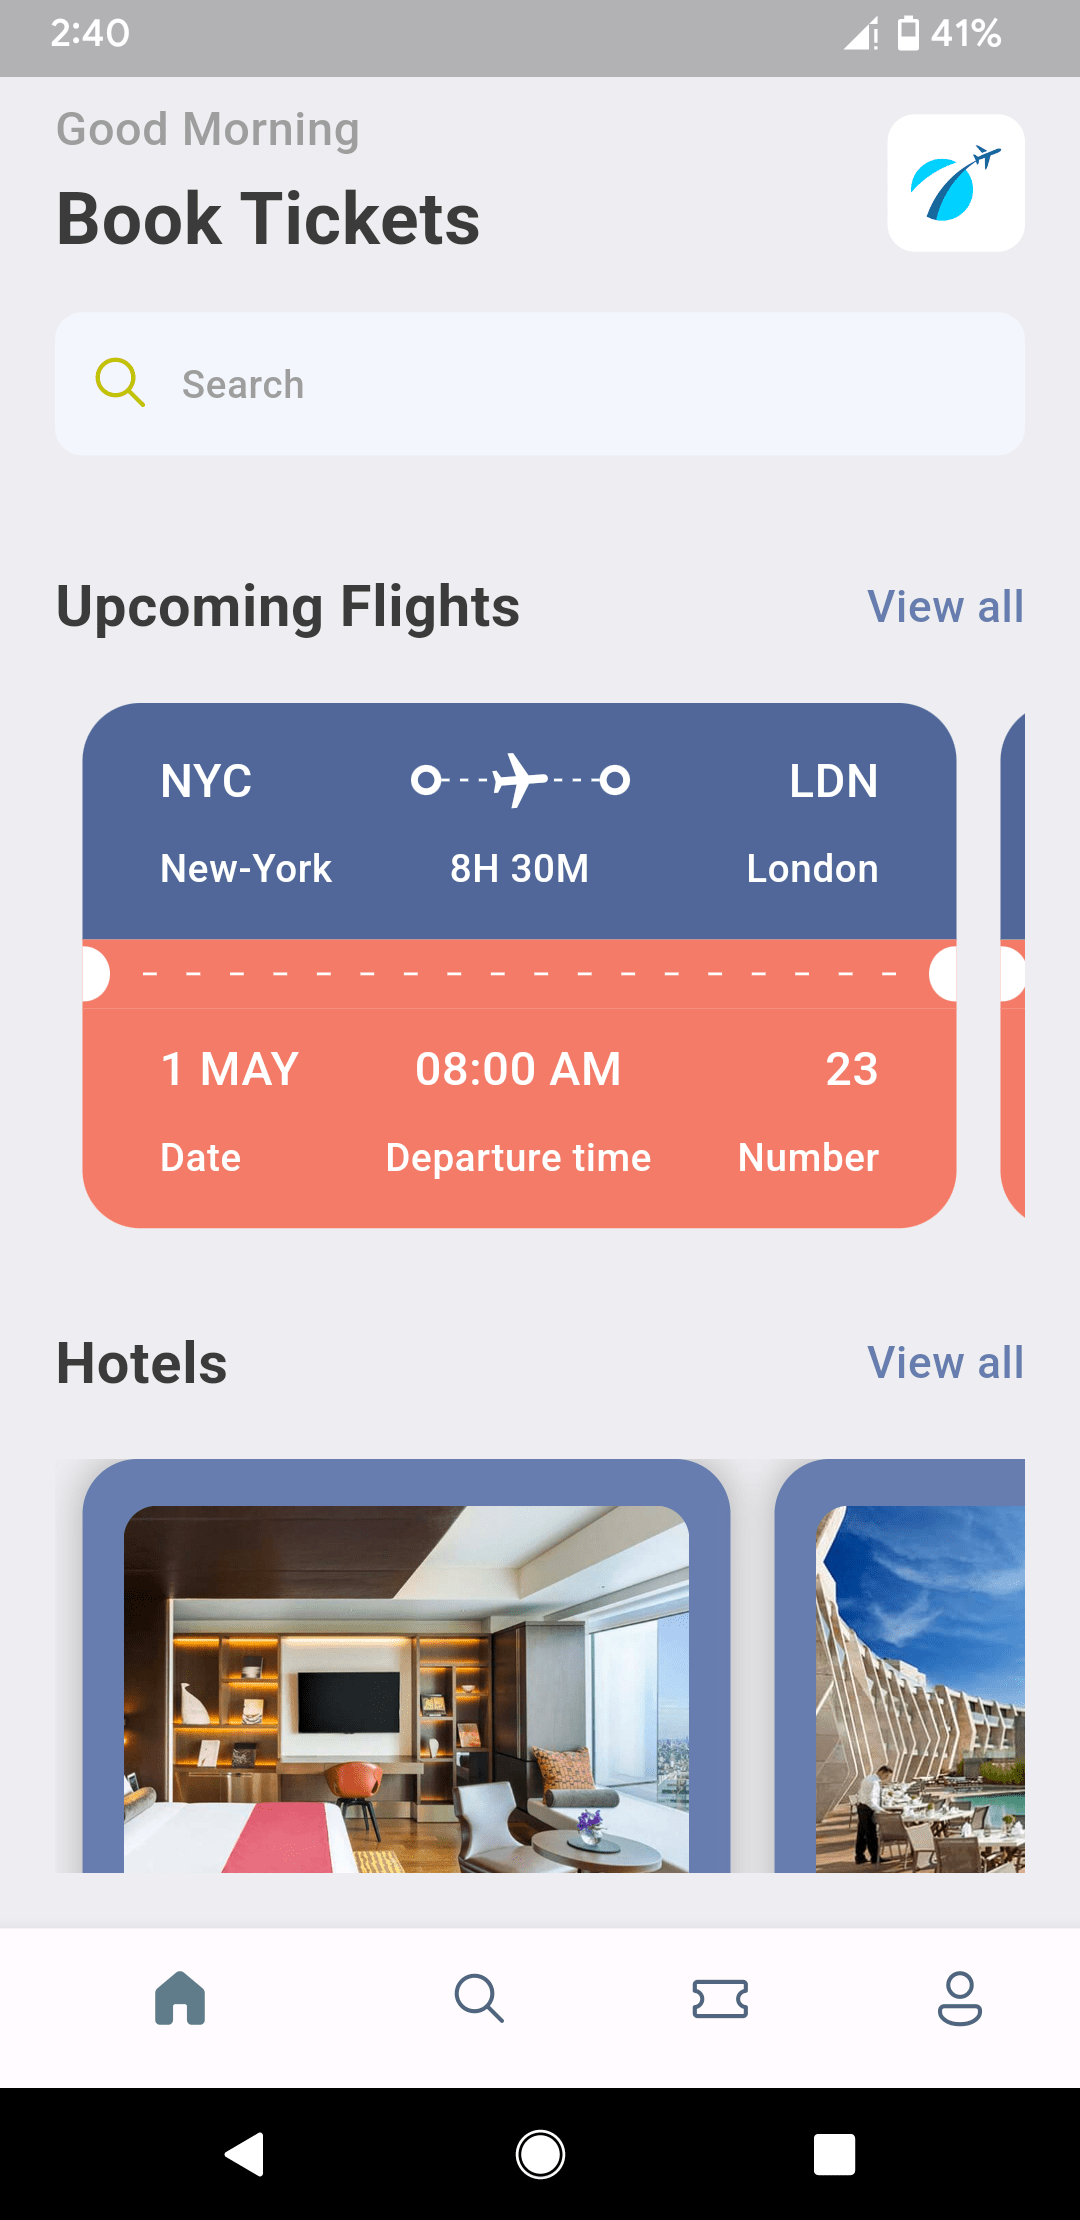 2:40 41%
Good Morning
Book Tickets
Search
Upcoming Flights View all
NYC LDN
New-York 8H 30M London
1 MAY 08:00 AM 23
Date Departure time Number
Hotels View all